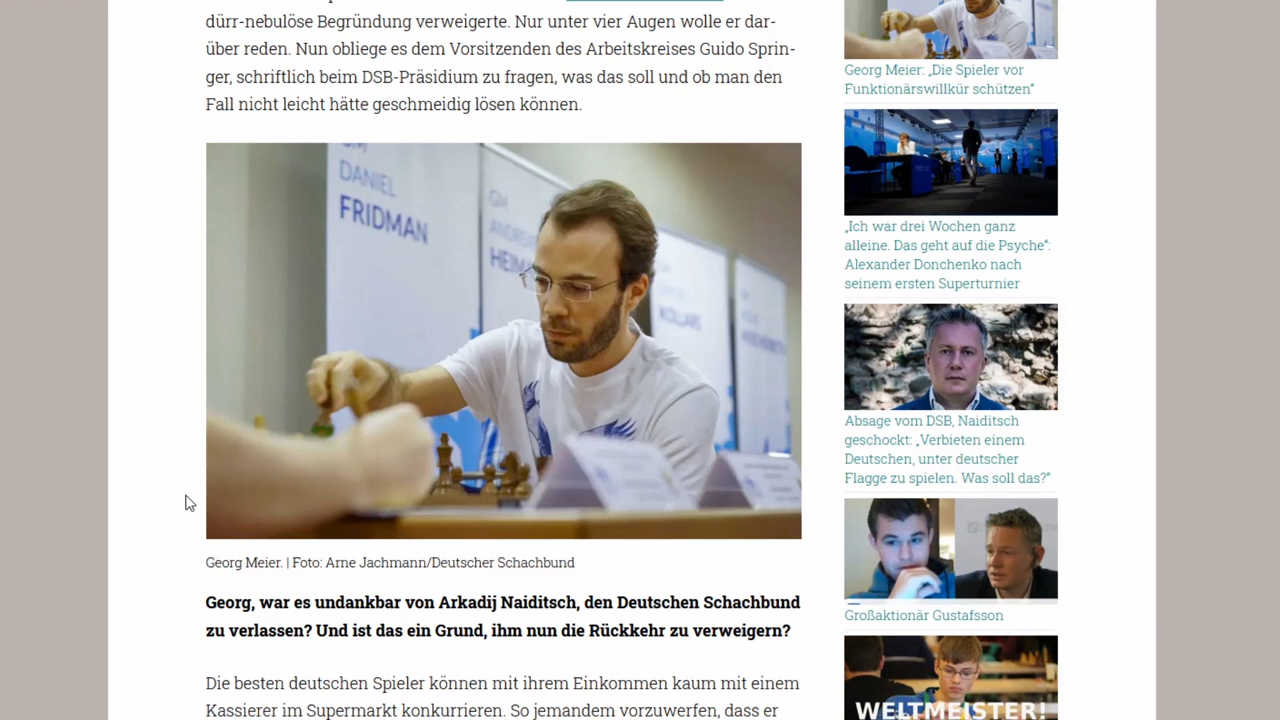 dürr-nebulöse Begründung verweigerte. Nur unter vier Augen wolle er dar-
über reden. Nun obliege es dem Vorsitzenden des Arbeitskreises Guido Sprin-
ger, schriftlich beim DSB-Präsidium zu fragen, was das soll und ob man den
Fall nicht leicht hätte geschmeidig lösen können.
DANIEL
FRIDMAN
GM
KOLLARS
Georg Meier. | Foto: Arne Jachmann/Deutscher Schachbund
Georg, war es undankbar von Arkadij Naiditsch, den Deutschen Schachbund
zu verlassen? Und ist das ein Grund, ihm nun die Rückkehr zu verweigern?
Die besten deutschen Spieler können mit ihrem Einkommen kaum mit einem
Kassierer im Supermarkt konkurrieren. So jemandem vorzuwerfen, dass er
Georg Meier: „Die Spieler vor
Funktionärswillkür schützen“
„Ich war drei Wochen ganz
alleine. Das geht auf die Psyche“:
Alexander Donchenko nach
seinem ersten Superturnier
Absage vom DSB, Naiditsch
geschockt: „Verbieten einem
Deutschen, unter deutscher
Flagge zu spielen. Was soll das?“
Großaktionär Gustafsson
WELTMEISTER!